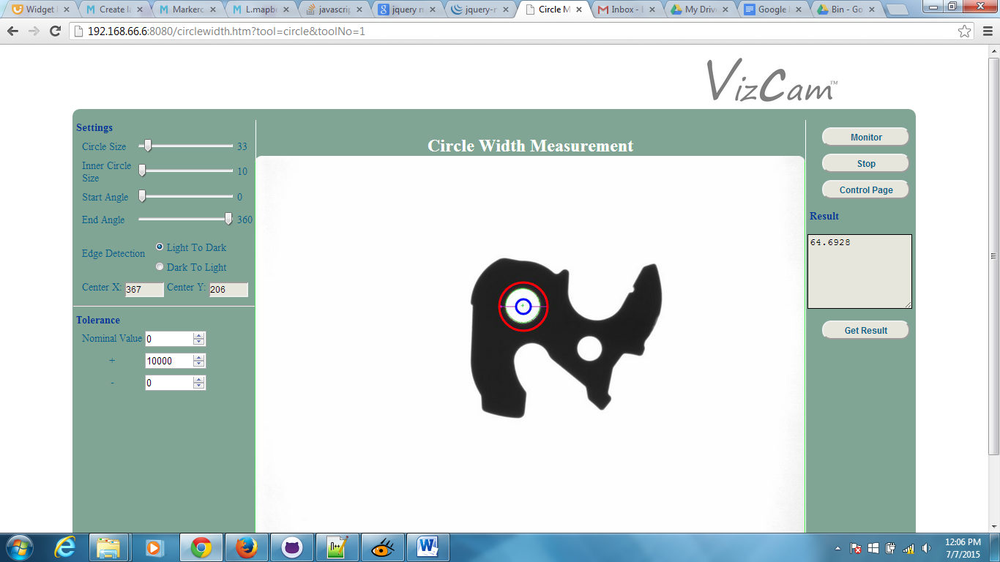 Widget
Create la
Markerc
L.mapb
javascrip
jquery m
jquery-r
Circle M
Inbox -
My Drive
Google
Bin - Go
192.168.66.6:8080/circlewidth.htm?tool=circle&toolNo=1
VizCam™
Settings
Circle Size 33
Inner Circle
Size 10
Start Angle 0
End Angle 360
Edge Detection
Light To Dark
Dark To Light
Center X: 367 Center Y: 206
Tolerance
Nominal Value 0
+ 10000
- 0
Circle Width Measurement
Monitor
Stop
Control Page
Result
64.6928
Get Result
12:06 PM
7/7/2015